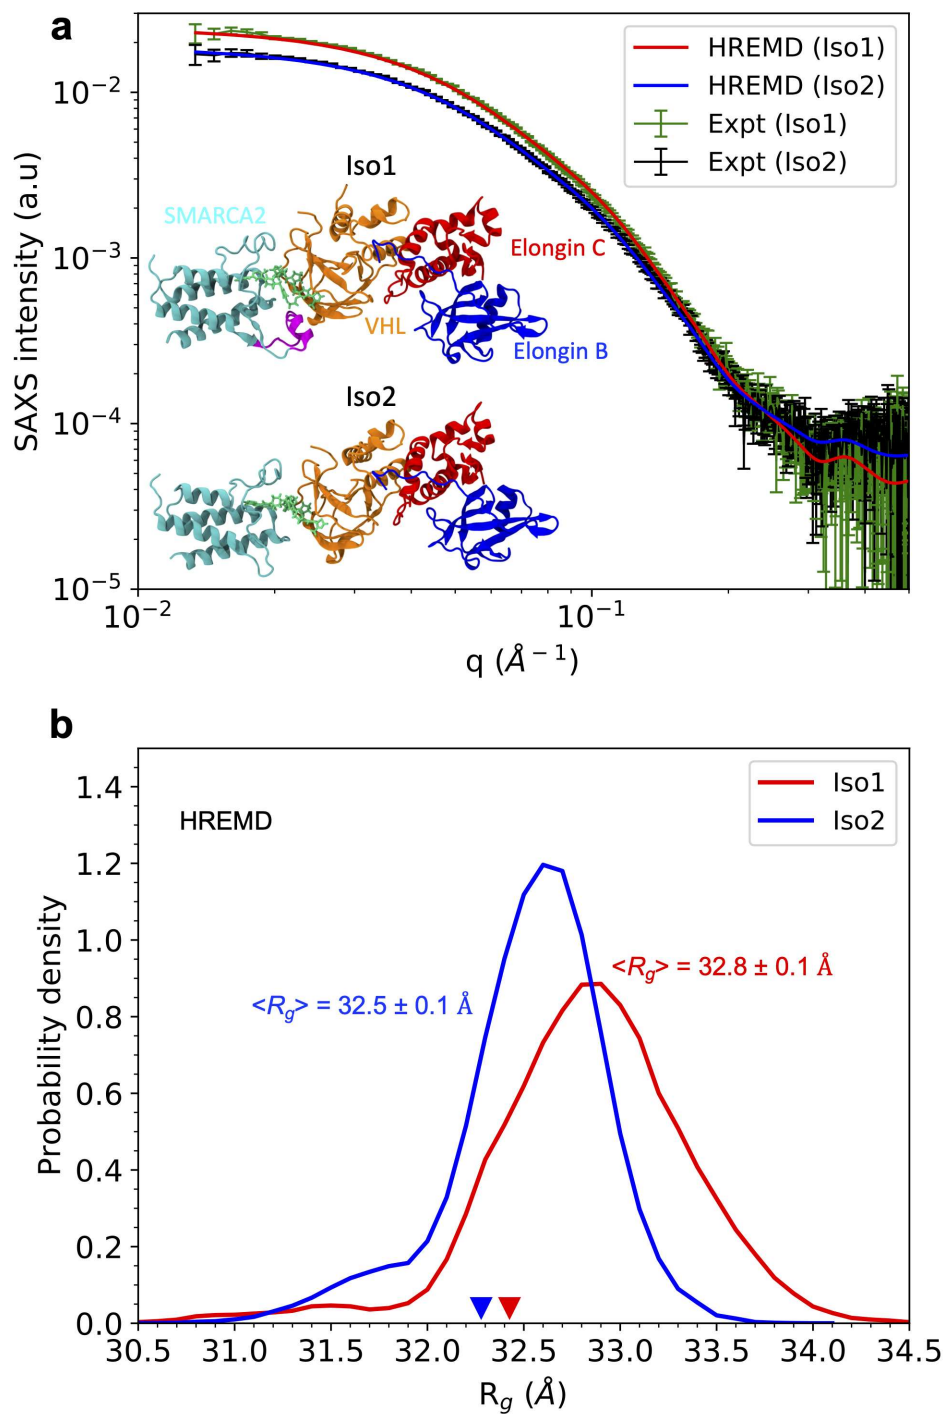 a
HREMD (Iso1)
HREMD (Iso2)
Expt (Iso1)
Expt (Iso2)
10⁻²
10⁻³
10⁻⁴
10⁻⁵
SAXS intensity (a.u)
Iso1
SMARCA2
Elongin C
VHL
Elongin B
Iso2
10⁻² 10⁻¹
q (Å⁻¹)
b
Iso1
Iso2
HREMD
1.4
1.2
1.0
0.8
0.6
0.4
0.2
0.0
Probability density
<R_g> = 32.8 ± 0.1 Å
<R_g> = 32.5 ± 0.1 Å
30.5 31.0 31.5 32.0 32.5 33.0 33.5 34.0 34.5
R_g (Å)